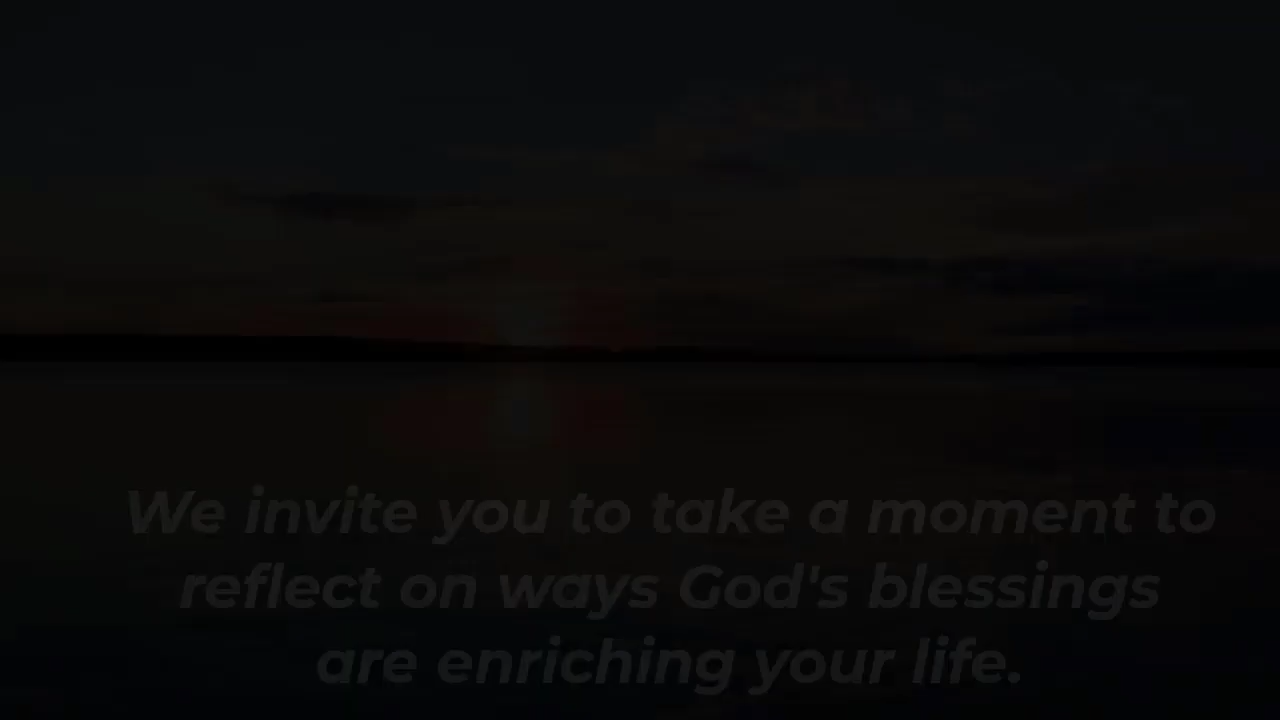 We invite you to take a moment to
reflect on ways God's blessings
are enriching your life.